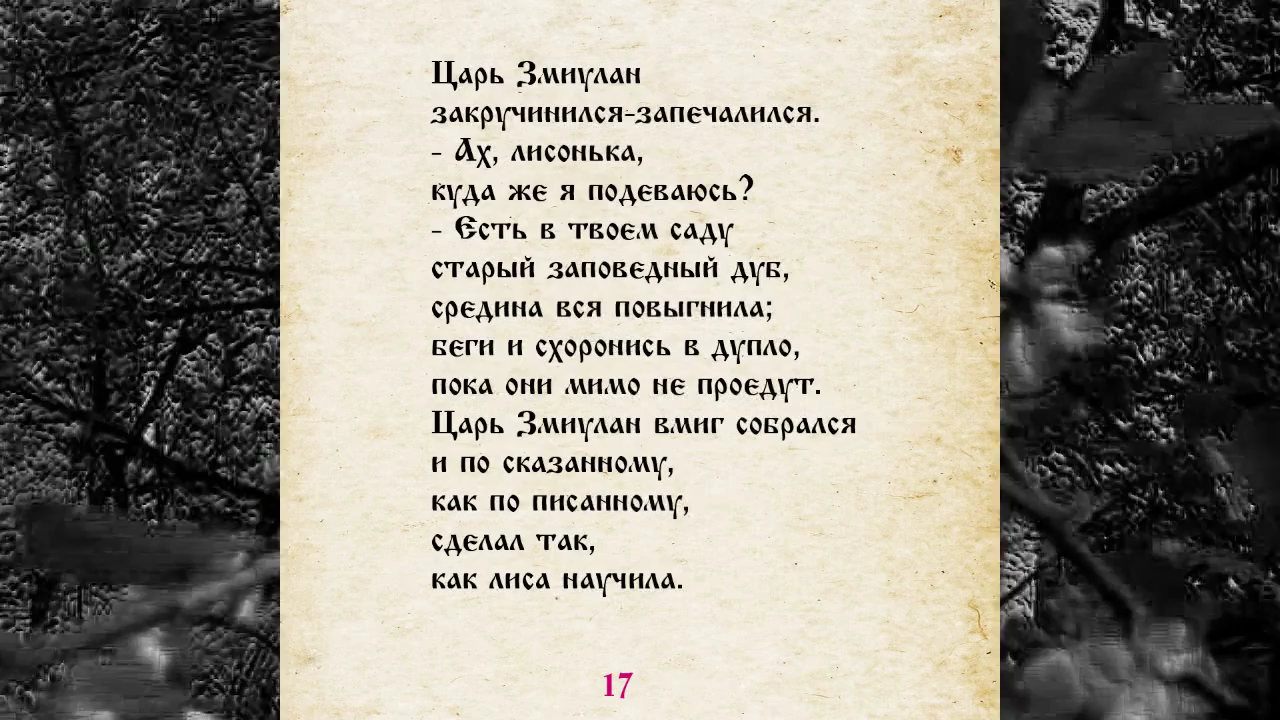 Царь Змиулан
закручинился-запечалился.
- Ах, лисонька,
куда же я подеваюсь?
- Есть в твоем саду
старый заповедный дуб,
средина вся повыгнила;
беги и схоронись в дупло,
пока они мимо не проедут.
Царь Змиулан вмиг собрался
и по сказанному,
как по писанному,
сделал так,
как лиса научила.
17